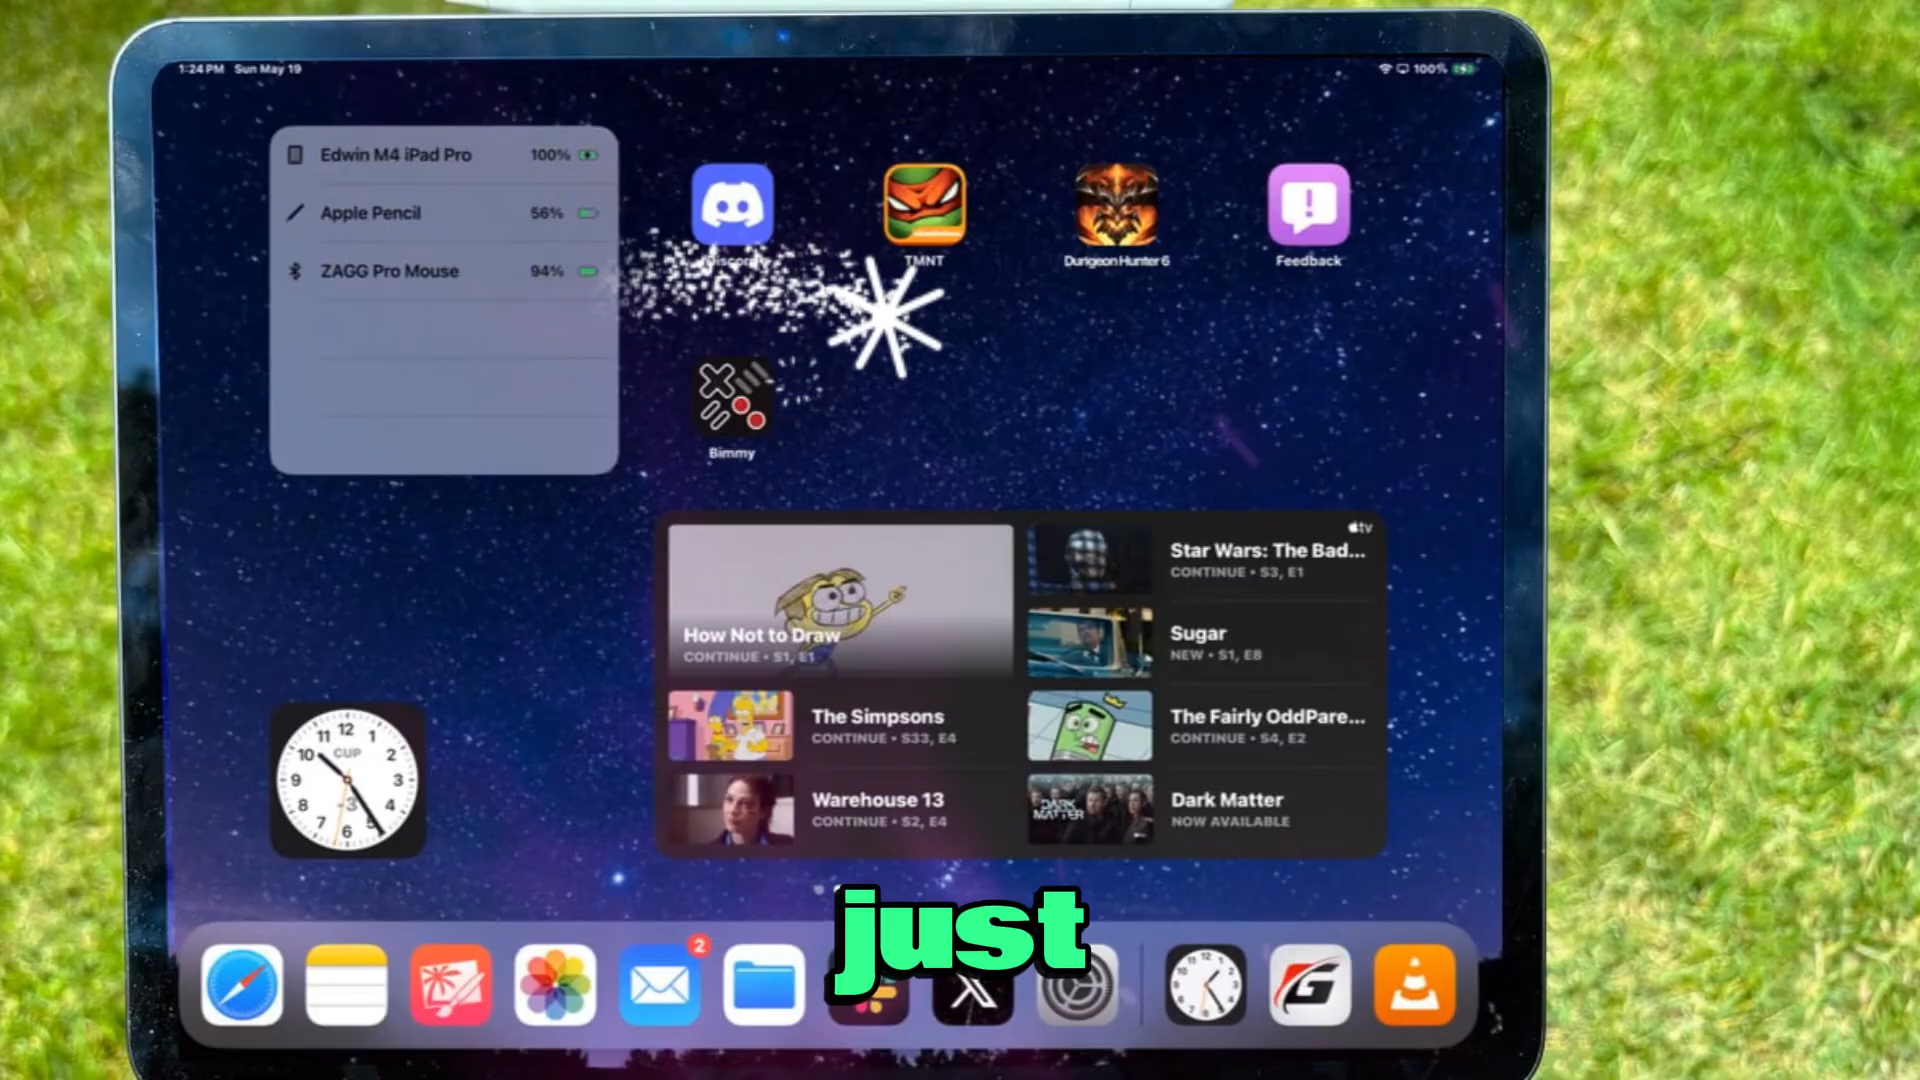 1:24 PM Sun May 19
100%
Edwin M4 iPad Pro 100%
Apple Pencil 56%
ZAGG Pro Mouse 94%
Discord
TMNT
Dungeon Hunter 6
Feedback
Bimmy
tv
How Not to Draw
CONTINUE • S1, E1
Star Wars: The Bad...
CONTINUE • S3, E1
Sugar
NEW • S1, E8
The Simpsons
CONTINUE • S33, E4
The Fairly OddPare...
CONTINUE • S4, E2
Warehouse 13
CONTINUE • S2, E4
DARK MATTER
Dark Matter
NOW AVAILABLE
12
11 1
10 CUP 2
9 3
8 -3 4
7 5
6
just
2